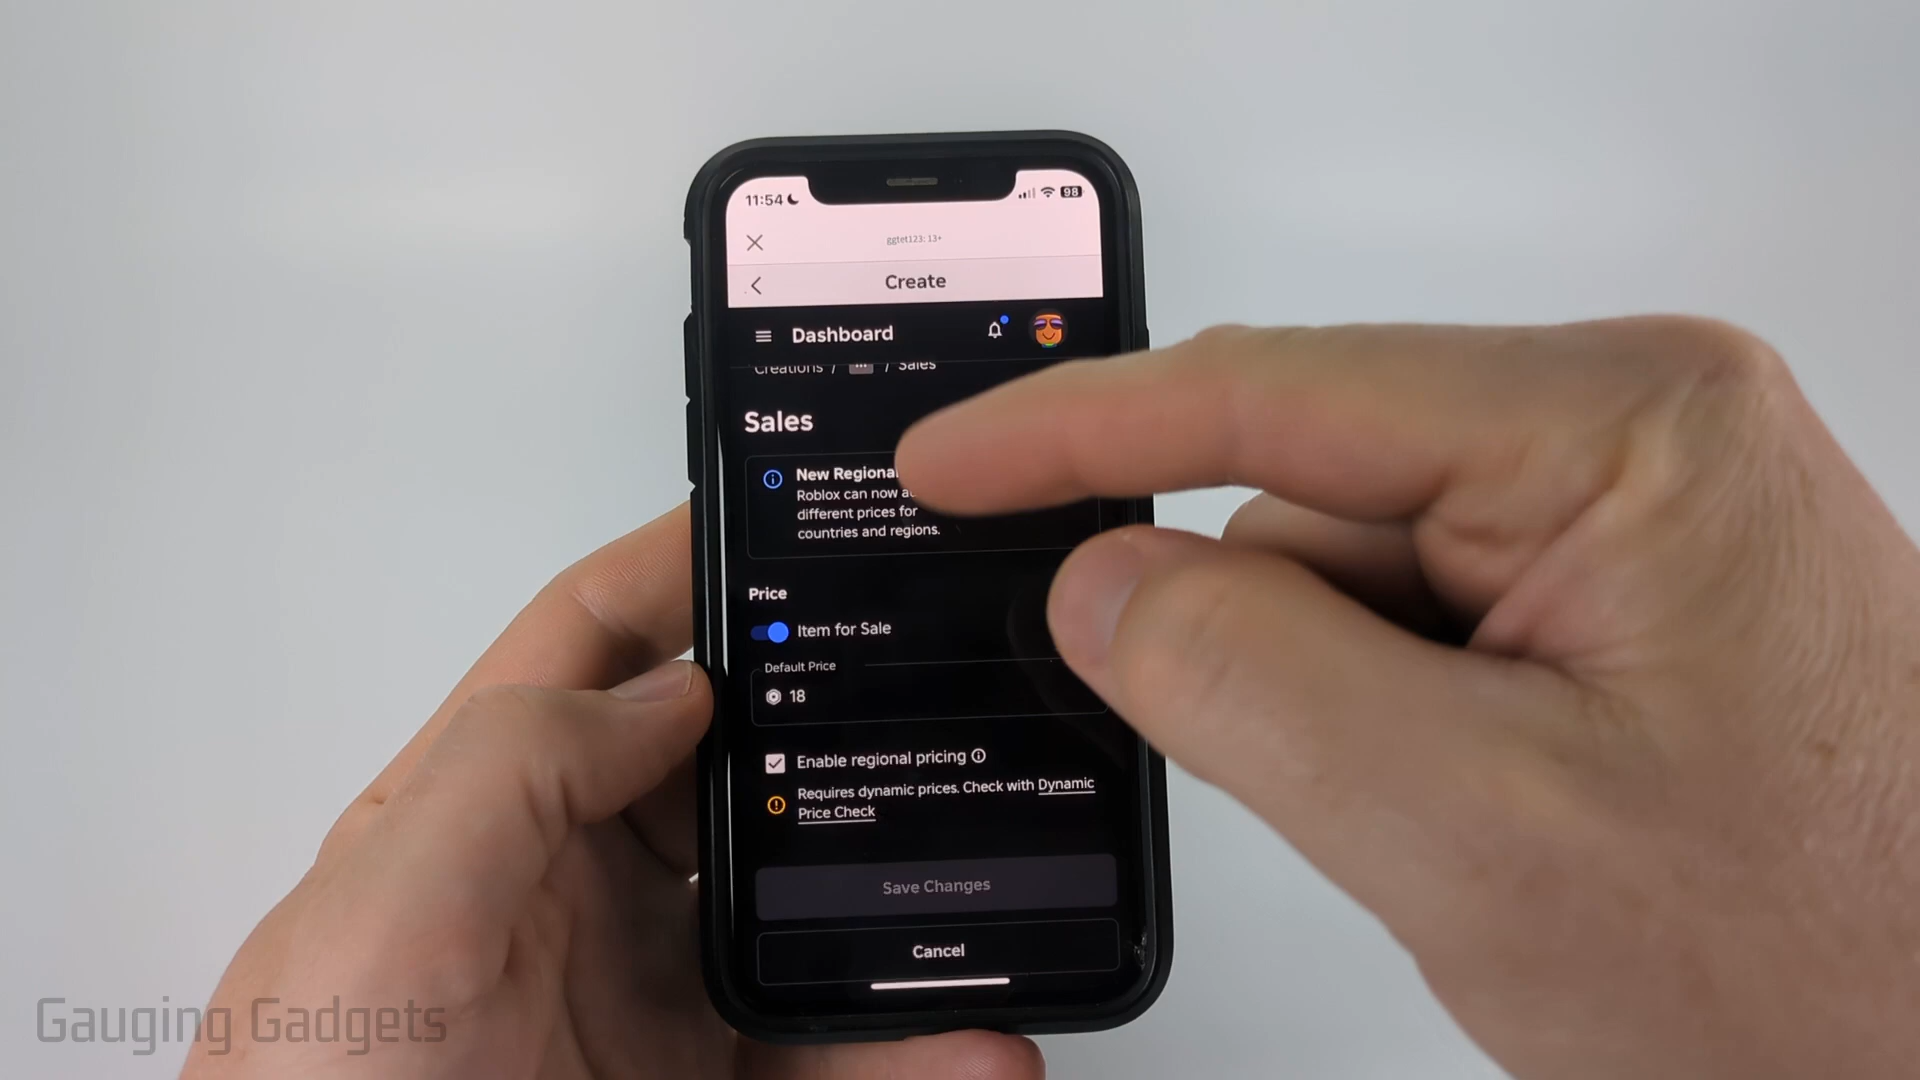 11:54
98
ggtet123: 13+
Create
Dashboard
Creations / ... / Sales
Sales
New Regional
Roblox can now
different prices for
countries and regions.
Price
Item for Sale
Default Price
18
Enable regional pricing
Requires dynamic prices. Check with Dynamic
Price Check
Save Changes
Cancel
Gauging Gadgets